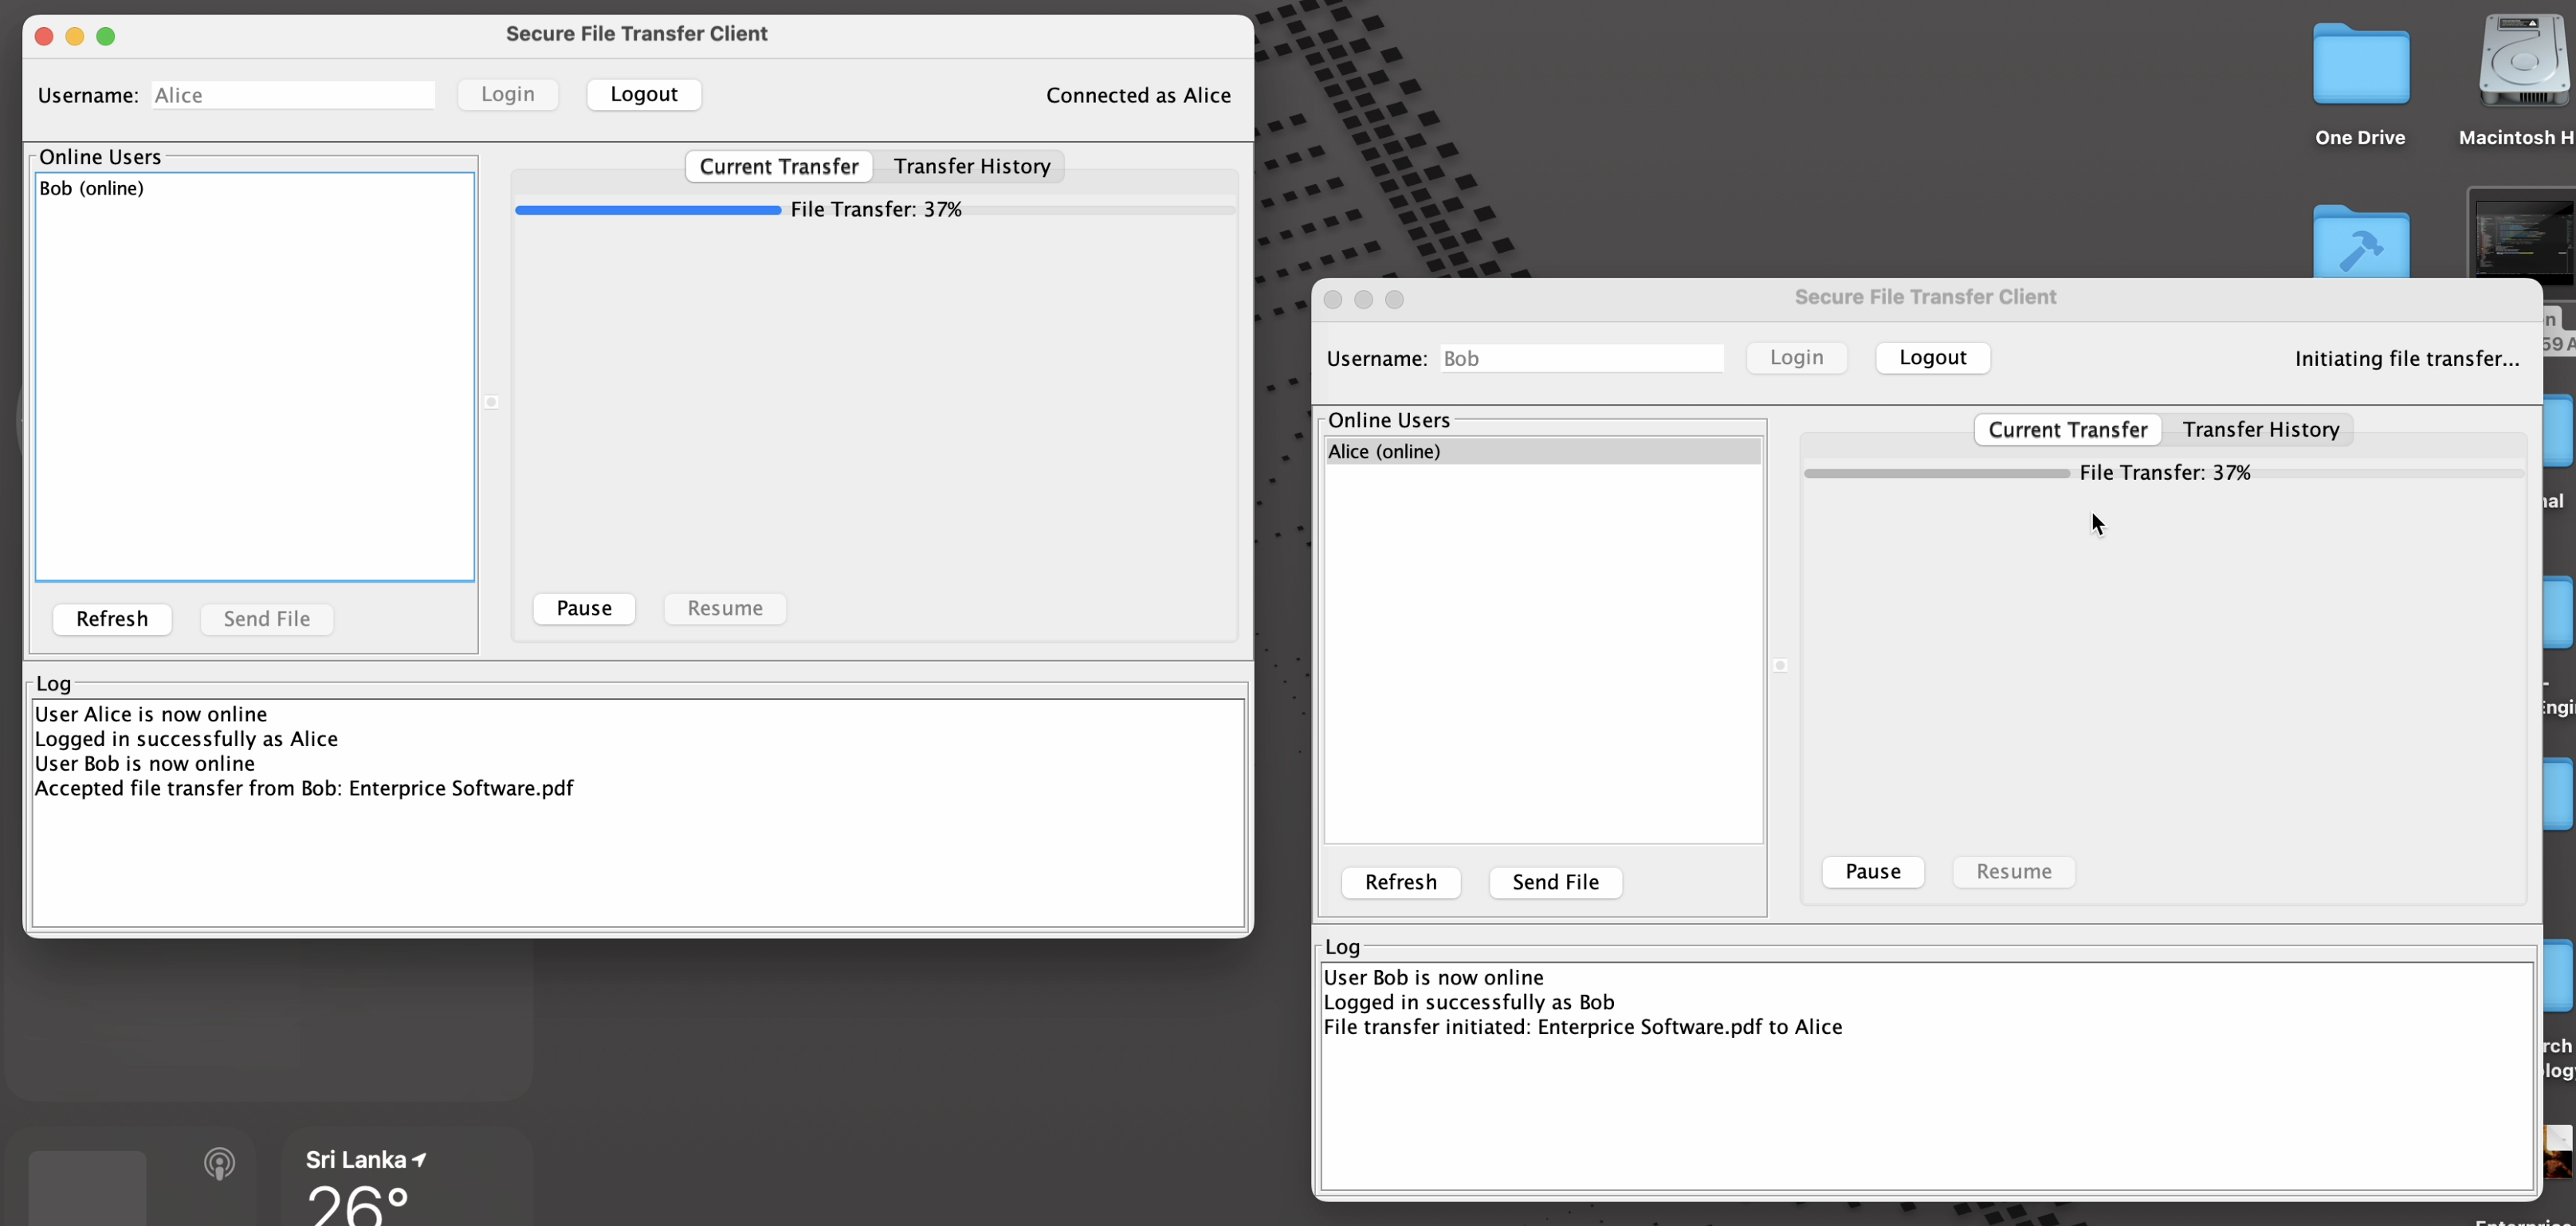 Secure File Transfer Client
Username: Alice Login Logout Connected as Alice
Online Users
Bob (online)
Current Transfer Transfer History
File Transfer: 37%
Pause Resume
Refresh Send File
Log
User Alice is now online
Logged in successfully as Alice
User Bob is now online
Accepted file transfer from Bob: Enterprice Software.pdf
Secure File Transfer Client
Username: Bob Login Logout Initiating file transfer...
Online Users
Alice (online)
Current Transfer Transfer History
File Transfer: 37%
Pause Resume
Refresh Send File
Log
User Bob is now online
Logged in successfully as Bob
File transfer initiated: Enterprice Software.pdf to Alice
One Drive
Macintosh H
Sri Lanka
26°